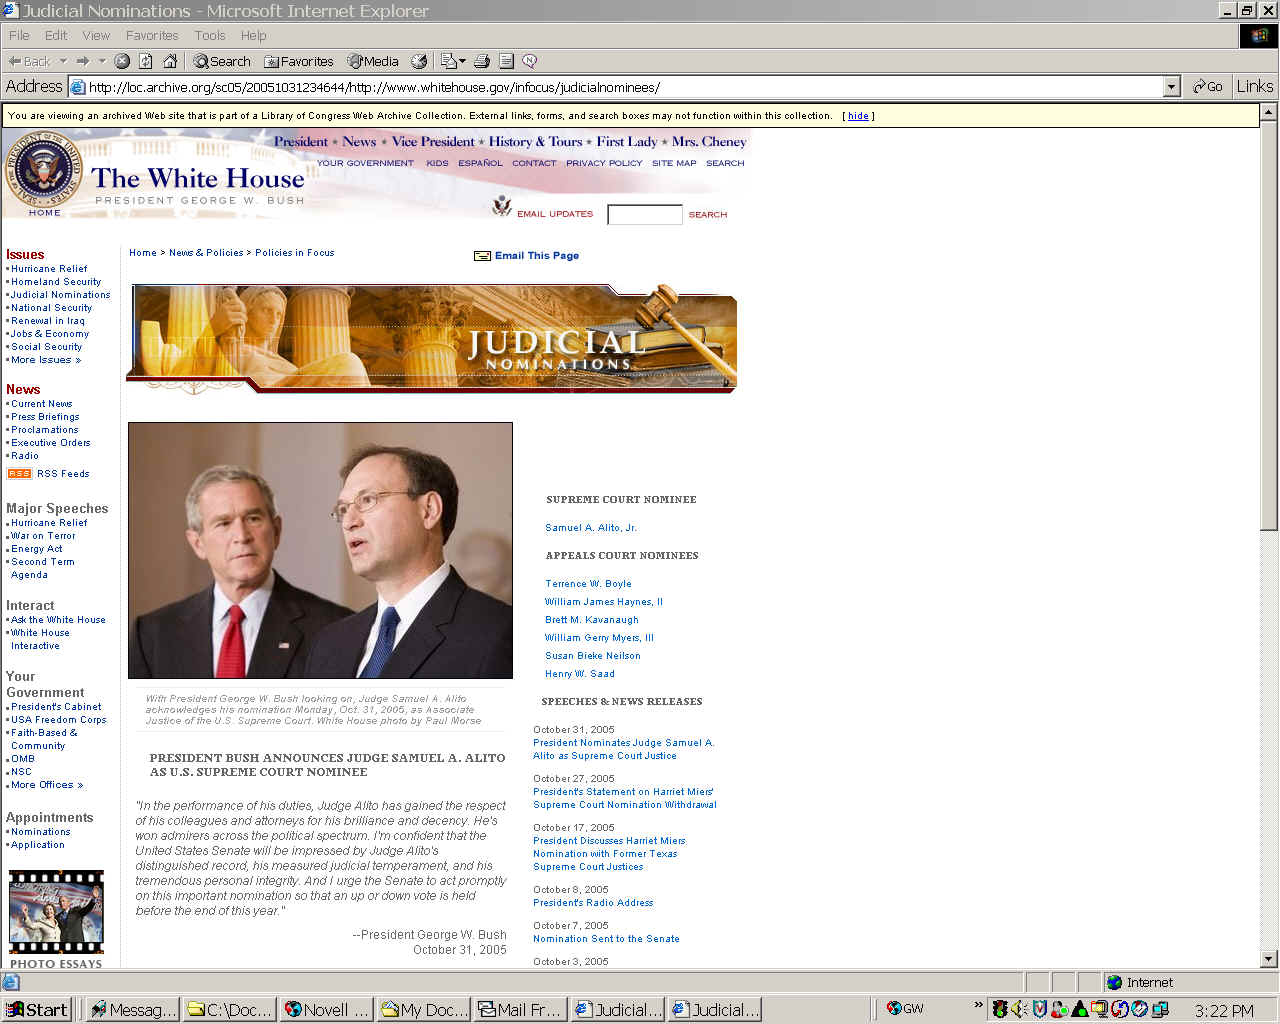 Judicial Nominations - Microsoft Internet Explorer
File Edit View Favorites Tools Help
Back Search Favorites Media
Address http://loc.archive.org/sc05/20051031234644/http://www.whitehouse.gov/infocus/judicialnominees/ Go Links
You are viewing an archived Web site that is part of a Library of Congress Web Archive Collection. External links, forms, and search boxes may not function within this collection. [ hide ]
President ★ News ★ Vice President ★ History & Tours ★ First Lady ★ Mrs. Cheney
YOUR GOVERNMENT KIDS ESPAÑOL CONTACT PRIVACY POLICY SITE MAP SEARCH
The White House
PRESIDENT GEORGE W. BUSH
HOME
EMAIL UPDATES SEARCH
Issues
Hurricane Relief
Homeland Security
Judicial Nominations
National Security
Renewal in Iraq
Jobs & Economy
Social Security
More Issues »
News
Current News
Press Briefings
Proclamations
Executive Orders
Radio
RSS RSS Feeds
Major Speeches
Hurricane Relief
War on Terror
Energy Act
Second Term
Agenda
Interact
Ask the White House
White House
Interactive
Your
Government
President's Cabinet
USA Freedom Corps
Faith-Based &
Community
OMB
NSC
More Offices »
Appointments
Nominations
Application
PHOTO ESSAYS
Home > News & Policies > Policies in Focus
Email This Page
JUDICIAL
NOMINATIONS
With President George W. Bush looking on, Judge Samuel A. Alito
acknowledges his nomination Monday, Oct. 31, 2005, as Associate
Justice of the U.S. Supreme Court. White House photo by Paul Morse
PRESIDENT BUSH ANNOUNCES JUDGE SAMUEL A. ALITO
AS U.S. SUPREME COURT NOMINEE
"In the performance of his duties, Judge Alito has gained the respect
of his colleagues and attorneys for his brilliance and decency. He's
won admirers across the political spectrum. I'm confident that the
United States Senate will be impressed by Judge Alito's
distinguished record, his measured judicial temperament, and his
tremendous personal integrity. And I urge the Senate to act promptly
on this important nomination so that an up or down vote is held
before the end of this year."
--President George W. Bush
October 31, 2005
SUPREME COURT NOMINEE
Samuel A. Alito, Jr.
APPEALS COURT NOMINEES
Terrence W. Boyle
William James Haynes, II
Brett M. Kavanaugh
William Gerry Myers, III
Susan Bieke Neilson
Henry W. Saad
SPEECHES & NEWS RELEASES
October 31, 2005
President Nominates Judge Samuel A.
Alito as Supreme Court Justice
October 27, 2005
President's Statement on Harriet Miers'
Supreme Court Nomination Withdrawal
October 17, 2005
President Discusses Harriet Miers
Nomination with Former Texas
Supreme Court Justices
October 8, 2005
President's Radio Address
October 7, 2005
Nomination Sent to the Senate
October 3, 2005
Internet
Start Messag... C:\Doc... Novell ... My Doc... Mail Fr... Judicial... Judicial... GW » 3:22 PM